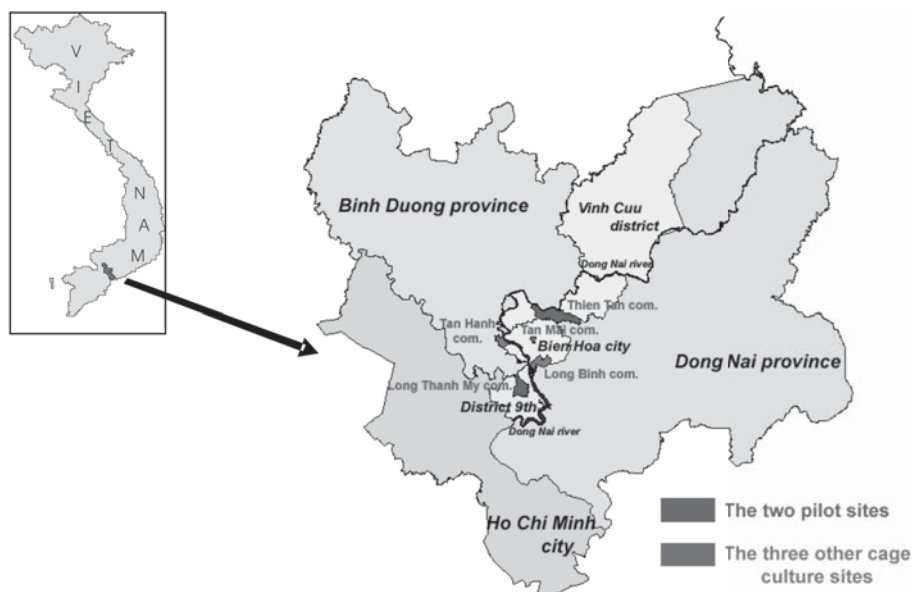 V
I
E
T
N
A
M
1
Binh Duong province
Vinh Cuu
district
Dong Nai river
Thien Tan com.
Tan Hanh
com.
Tan Mai com.
Bien Hoa city
Long Binh com.
Dong Nai province
Long Thanh My com.
District 9th
Dong Nai river
Ho Chi Minh
city
The two pilot sites
The three other cage
culture sites